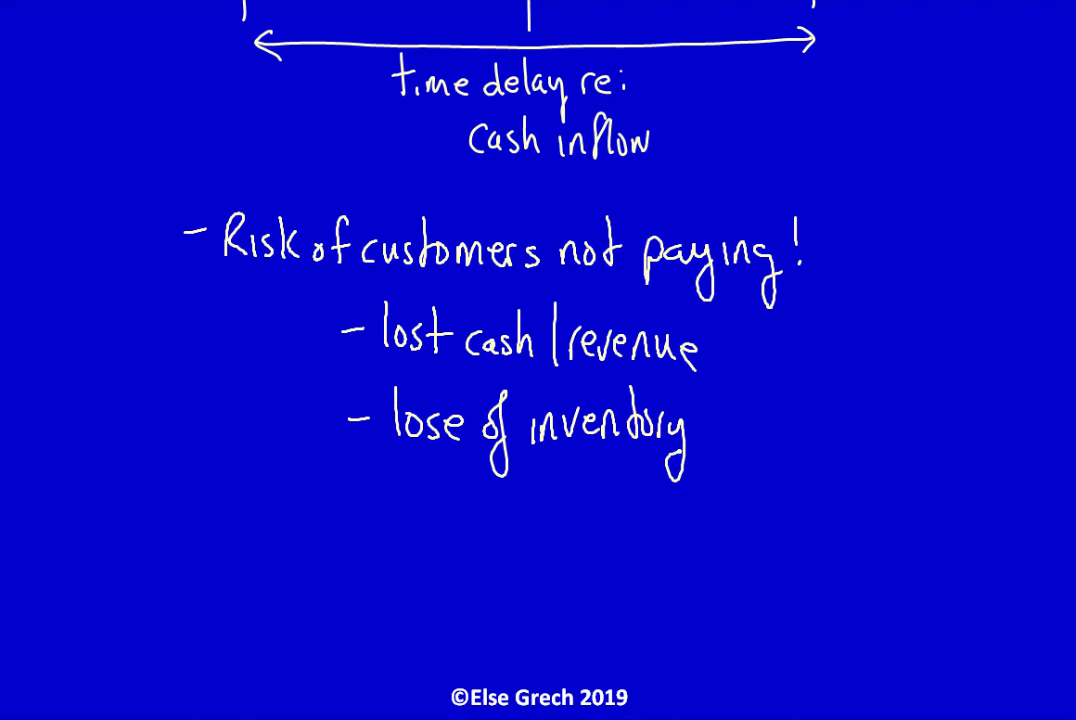 time delay re:
cash inflow
- Risk of customers not paying!
- lost cash/revenue
- lose of inventory
©Else Grech 2019